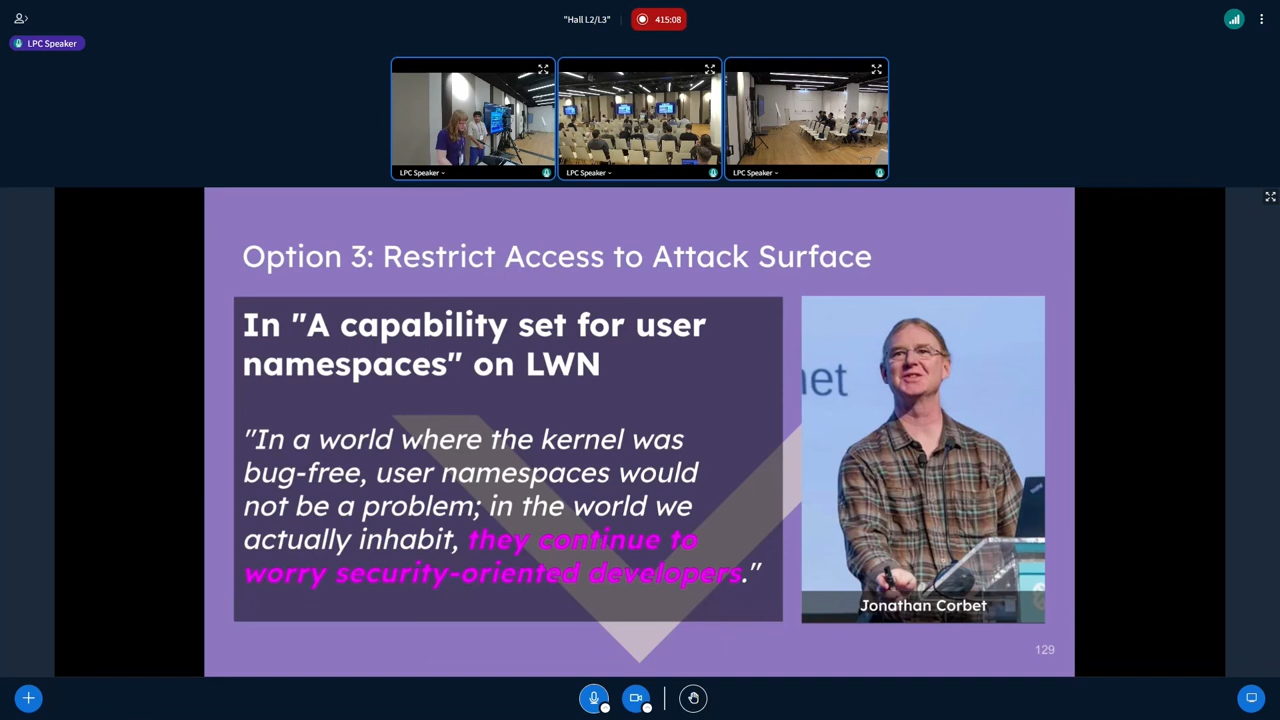 "Hall L2/L3"
415:08
LPC Speaker
LPC Speaker
LPC Speaker
LPC Speaker
Option 3: Restrict Access to Attack Surface
In "A capability set for user
namespaces" on LWN
"In a world where the kernel was
bug-free, user namespaces would
not be a problem; in the world we
actually inhabit, they continue to
worry security-oriented developers."
net
Jonathan Corbet
129